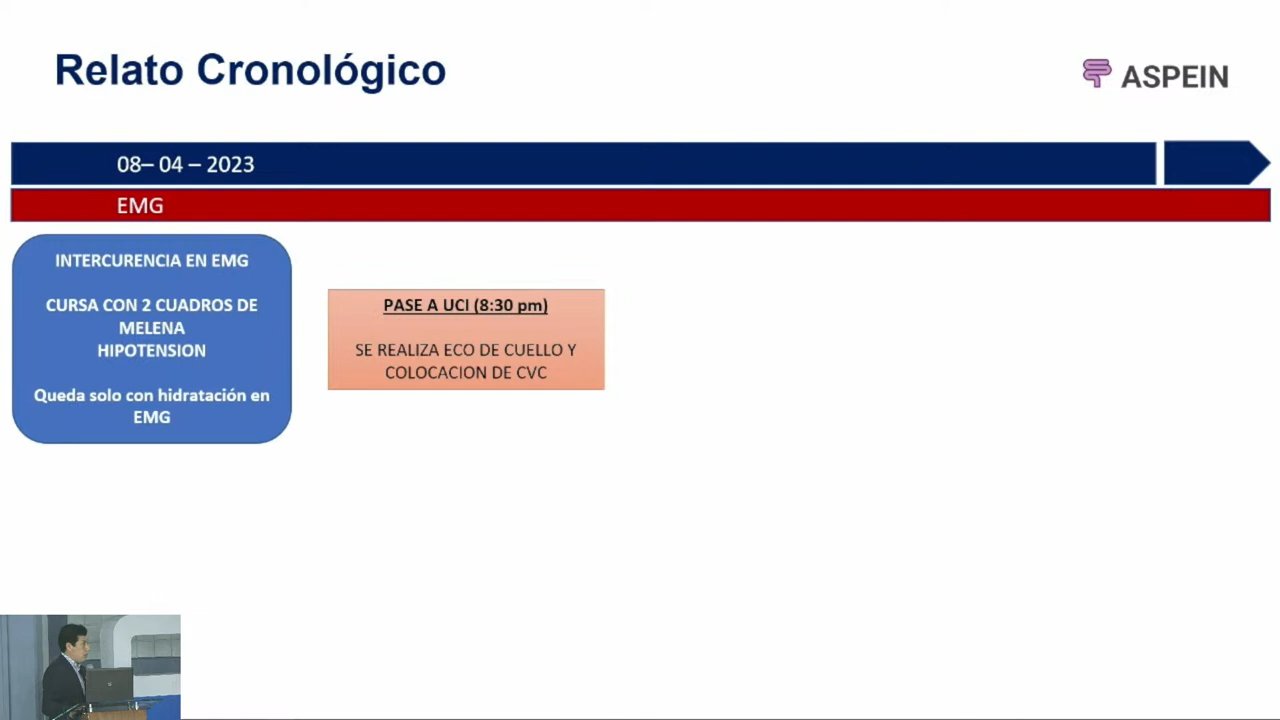 Relato Cronológico
ASPEIN
08– 04 – 2023
EMG
INTERCURENCIA EN EMG
CURSA CON 2 CUADROS DE
MELENA
HIPOTENSION
Queda solo con hidratación en
EMG
PASE A UCI (8:30 pm)
SE REALIZA ECO DE CUELLO Y
COLOCACION DE CVC